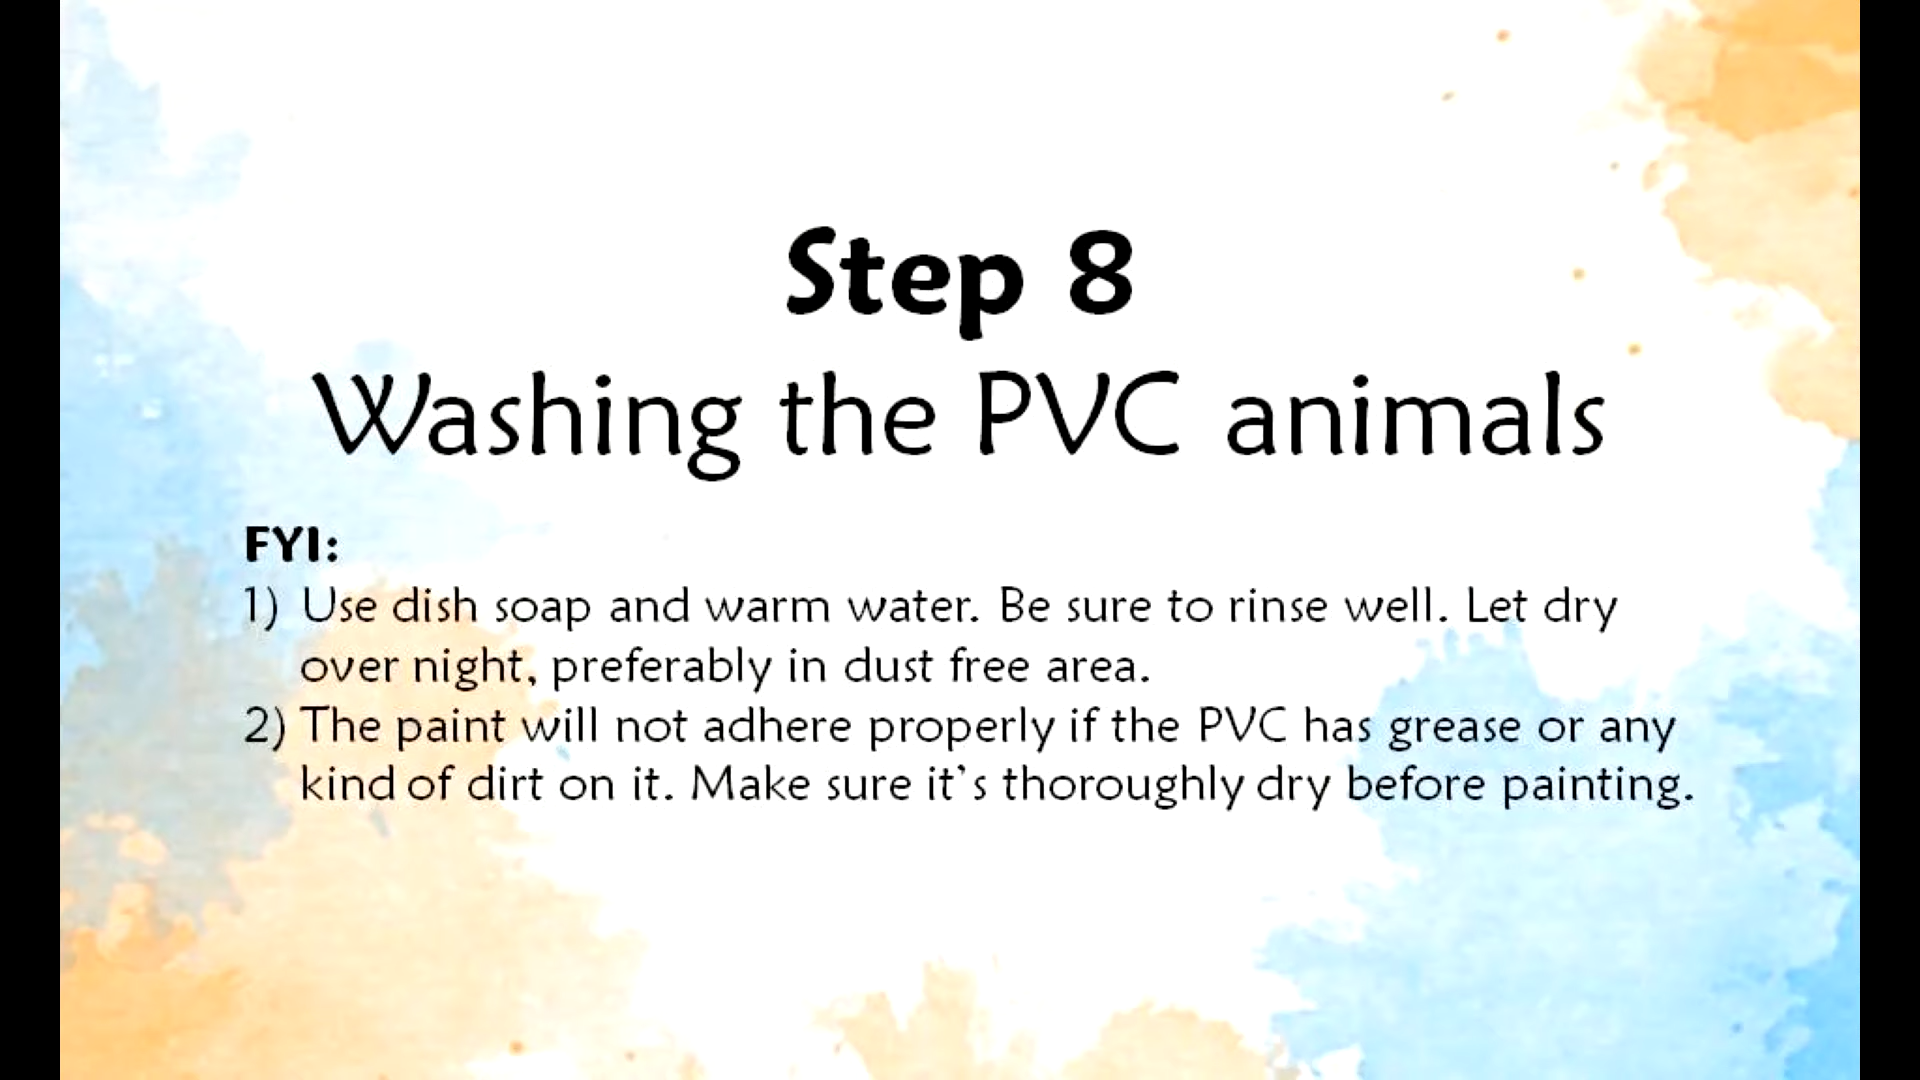 Step 8
Washing the PVC animals
FYI:
1) Use dish soap and warm water. Be sure to rinse well. Let dry
over night, preferably in dust free area.
2) The paint will not adhere properly if the PVC has grease or any
kind of dirt on it. Make sure it's thoroughly dry before painting.